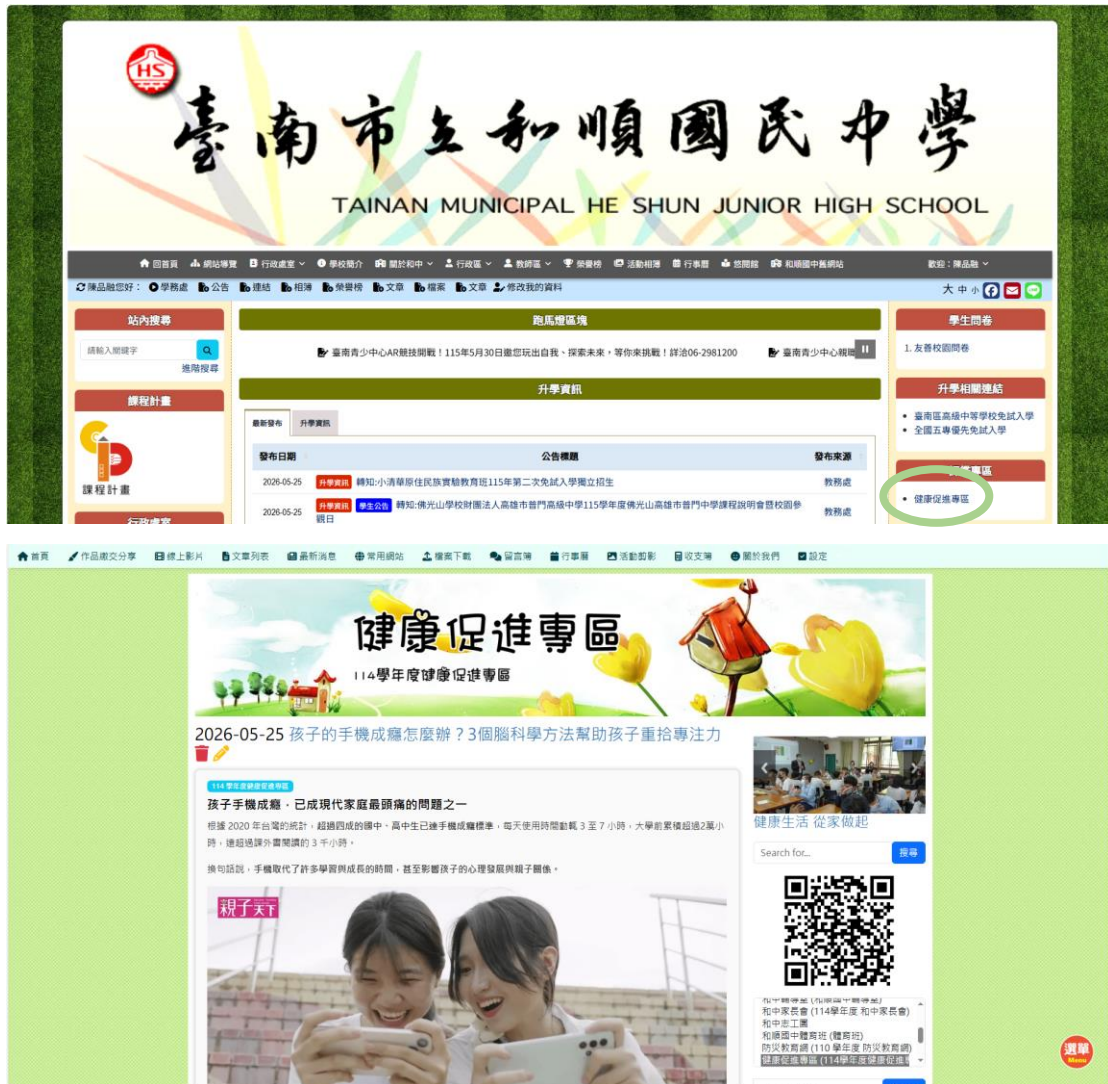 HS
臺南市立和順國民中學
TAINAN MUNICIPAL HE SHUN JUNIOR HIGH SCHOOL
回首頁 網站導覽 行政處室 學校簡介 關於和中 行政區 教師區 榮譽榜 活動相簿 行事曆 悠閒館 和順國中舊網站 歡迎：陳品融
陳品融您好： 學務處 公告 連結 相簿 榮譽榜 文章 檔案 文章 修改我的資料
大 中 小
站內搜尋
請輸入關鍵字
進階搜尋
課程計畫
課程計畫
行政處室
跑馬燈區塊
臺南青少中心AR競技開戰！115年5月30日邀您玩出自我、探索未來，等你來挑戰！詳洽06-2981200 臺南青少中心親職
升學資訊
最新發布 升學資訊
發布日期 公告標題 發布來源
2026-05-25 升學資訊 轉知:小清華原住民族實驗教育班115年第二次免試入學獨立招生 教務處
2026-05-25 升學資訊 學生公告 轉知:佛光山學校財團法人高雄市普門高級中學115學年度佛光山高雄市普門中學課程說明會暨校園參觀日 教務處
學生問卷
1. 友善校園問卷
升學相關連結
臺南區高級中等學校免試入學
全國五專優先免試入學
專區
健康促進專區
首頁 作品繳交分享 線上影片 文章列表 最新消息 常用網站 檔案下載 留言簿 行事曆 活動剪影 收支簿 關於我們 設定
健康促進專區
114學年度健康促進專區
2026-05-25 孩子的手機成癮怎麼辦？3個腦科學方法幫助孩子重拾專注力
114 學年度健康促進專區
孩子手機成癮，已成現代家庭最頭痛的問題之一
根據 2020 年台灣的統計，超過四成的國中、高中生已達手機成癮標準，每天使用時間動輒 3 至 7 小時，大學前累積超過2萬小
時，遠超過課外書閱讀的 3 千小時。
換句話說，手機取代了許多學習與成長的時間，甚至影響孩子的心理發展與親子關係。
親子天下
健康生活 從家做起
Search for...
搜尋
和中輔導室 (和順國中輔導室)
和中家長會 (114學年度 和中家長會)
和中志工團
和順國中體育班 (體育班)
防災教育網 (110 學年度 防災教育網)
健康促進專區 (114學年度健康促進
選單
Menu